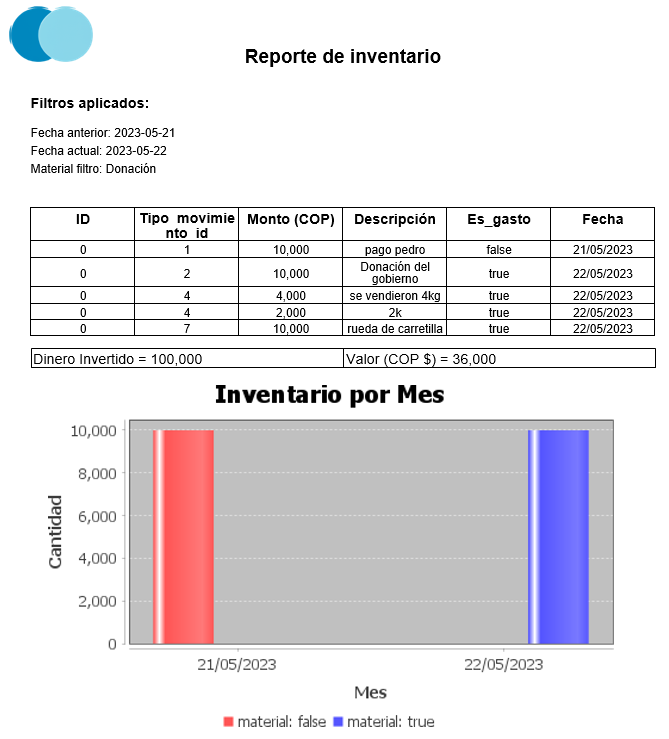 Reporte de inventario
Filtros aplicados:
Fecha anterior: 2023-05-21
Fecha actual: 2023-05-22
Material filtro: Donación
ID Tipo_movimie Monto (COP) Descripción Es_gasto Fecha
nto_id
0 1 10,000 pago pedro false 21/05/2023
0 2 10,000 Donación del true 22/05/2023
gobierno
0 4 4,000 se vendieron 4kg true 22/05/2023
0 4 2,000 2k true 22/05/2023
0 7 10,000 rueda de carretilla true 22/05/2023
Dinero Invertido = 100,000 Valor (COP $) = 36,000
Inventario por Mes
10,000
8,000
6,000
4,000
2,000
0
Cantidad
21/05/2023 22/05/2023
Mes
material: false material: true